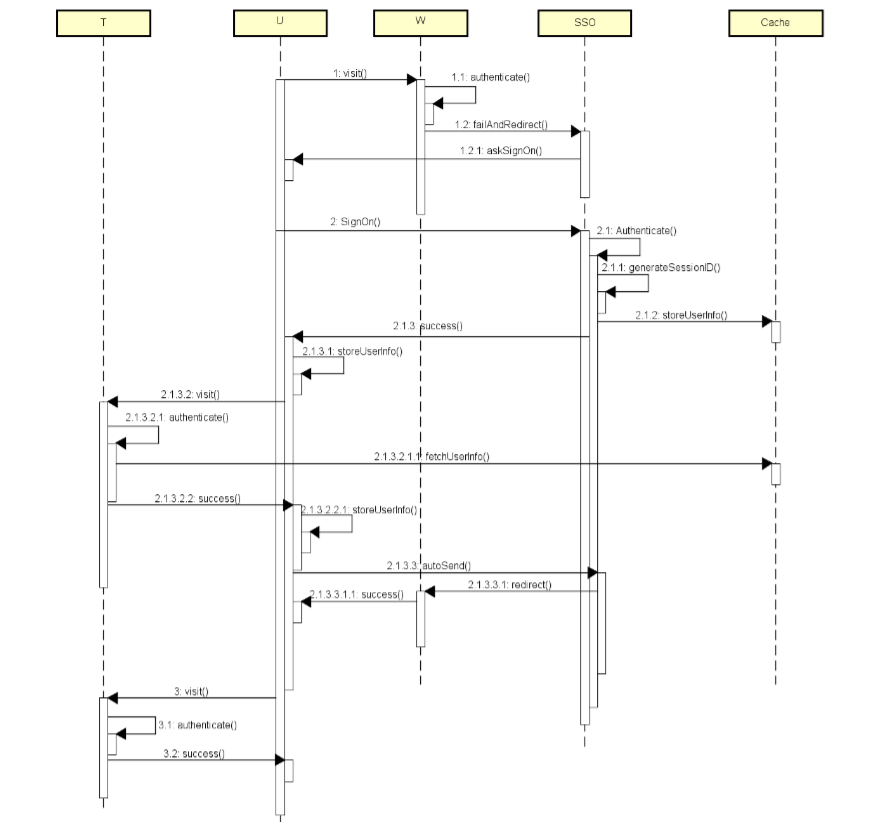 T
U
W
SSO
Cache
1: visit()
1.1: authenticate()
1.2: failAndRedirect()
1.2.1: askSignOn()
2: SignOn()
2.1: Authenticate()
2.1.1: generateSessionID()
2.1.2: storeUserInfo()
2.1.3: success()
2.1.3.1: storeUserInfo()
2.1.3.2: visit()
2.1.3.2.1: authenticate()
2.1.3.2.1.1: fetchUserInfo()
2.1.3.2.2: success()
2.1.3.2.2.1: storeUserInfo()
2.1.3.3: autoSend()
2.1.3.3.1: redirect()
2.1.3.3.1.1: success()
3: visit()
3.1: authenticate()
3.2: success()